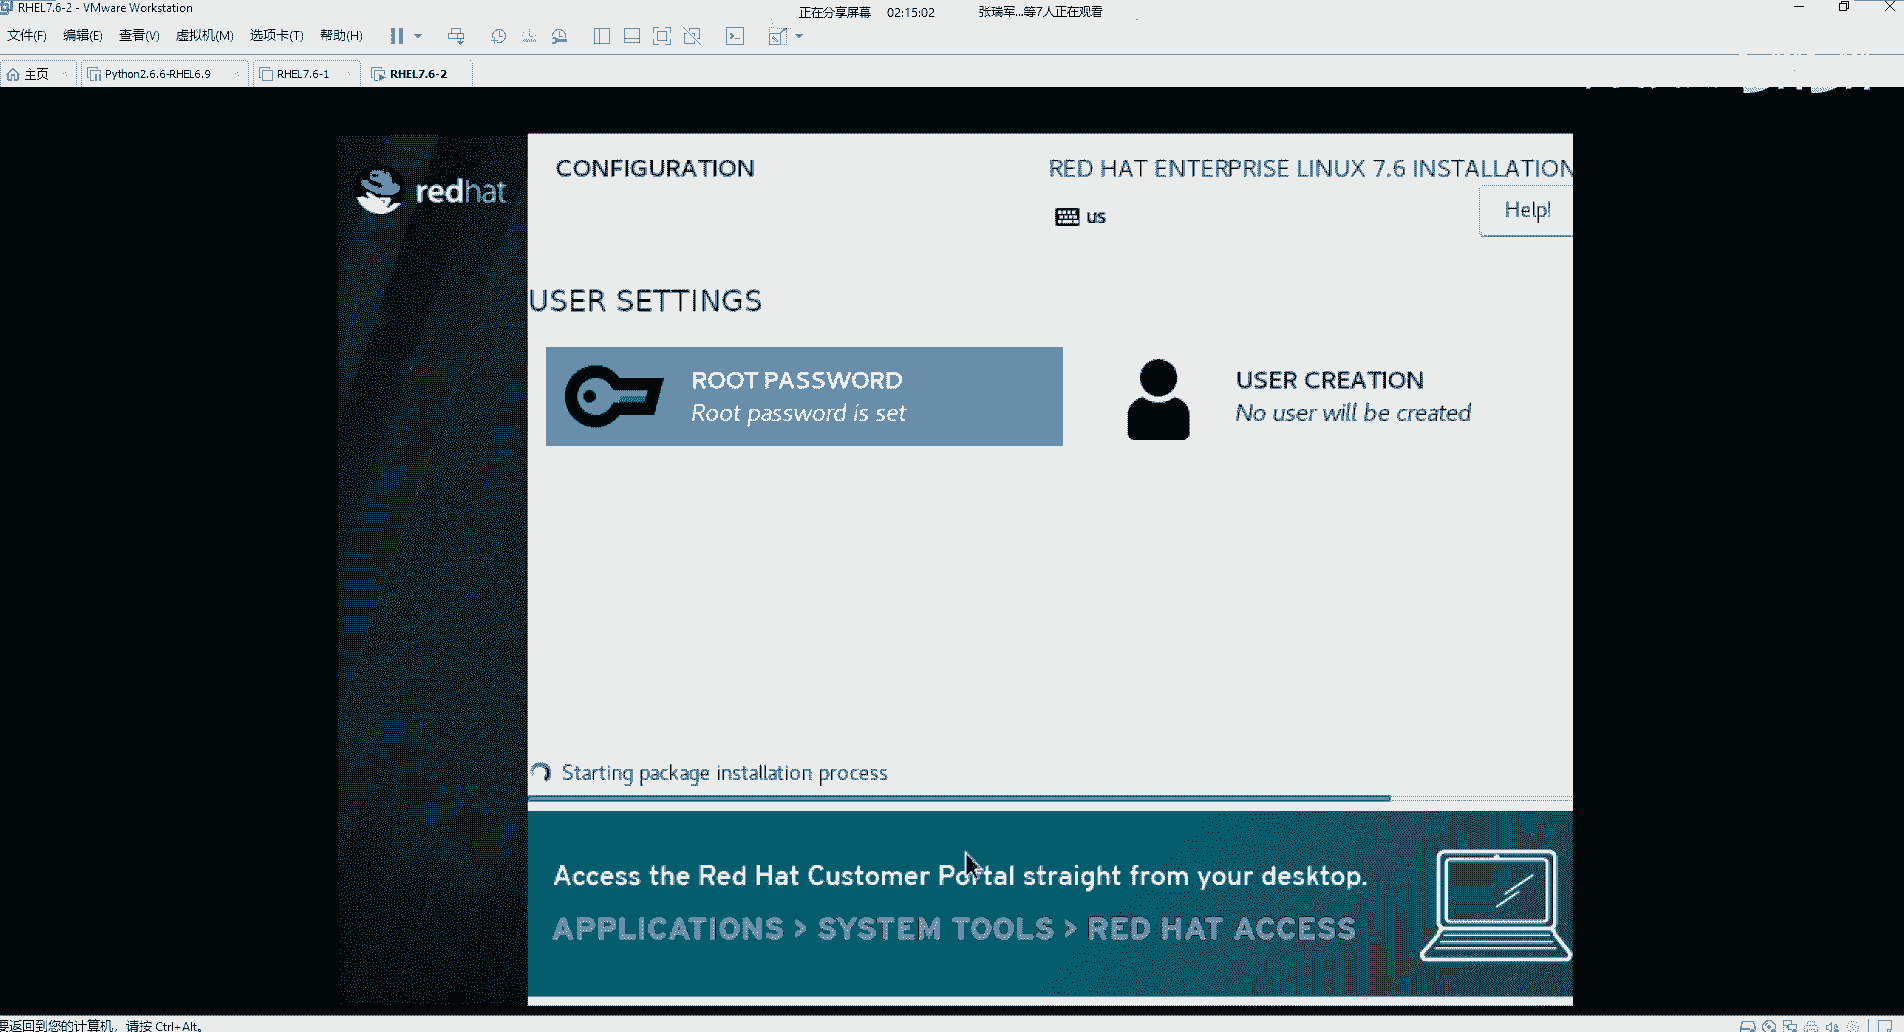 RHEL7.6-2 - VMware Workstation
正在分享屏幕 02:15:02 张瑞军...等7人正在观看
文件(F) 编辑(E) 查看(V) 虚拟机(M) 选项卡(T) 帮助(H)
主页 Python2.6.6-RHEL6.9 RHEL7.6-1 RHEL7.6-2
redhat
CONFIGURATION
RED HAT ENTERPRISE LINUX 7.6 INSTALLATION
us
Help!
USER SETTINGS
ROOT PASSWORD
Root password is set
USER CREATION
No user will be created
Starting package installation process
Access the Red Hat Customer Portal straight from your desktop.
APPLICATIONS > SYSTEM TOOLS > RED HAT ACCESS
要返回到您的计算机，请按 Ctrl+Alt。